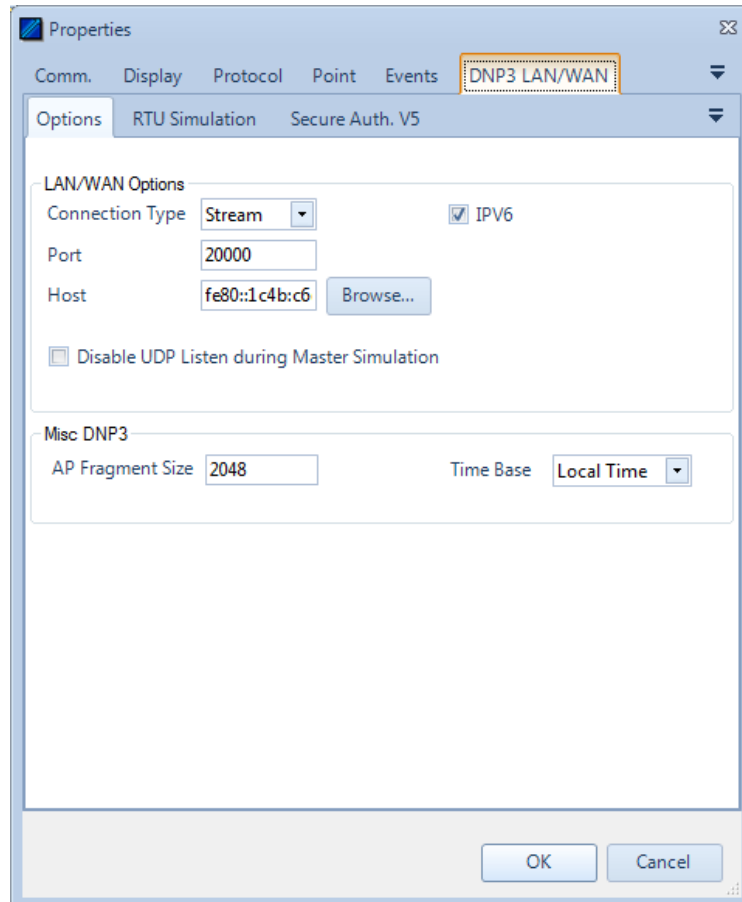 Properties
Comm. Display Protocol Point Events DNP3 LAN/WAN
Options RTU Simulation Secure Auth. V5
LAN/WAN Options
Connection Type Stream IPV6
Port 20000
Host fe80::1c4b:c6 Browse...
Disable UDP Listen during Master Simulation
Misc DNP3
AP Fragment Size 2048 Time Base Local Time
OK Cancel